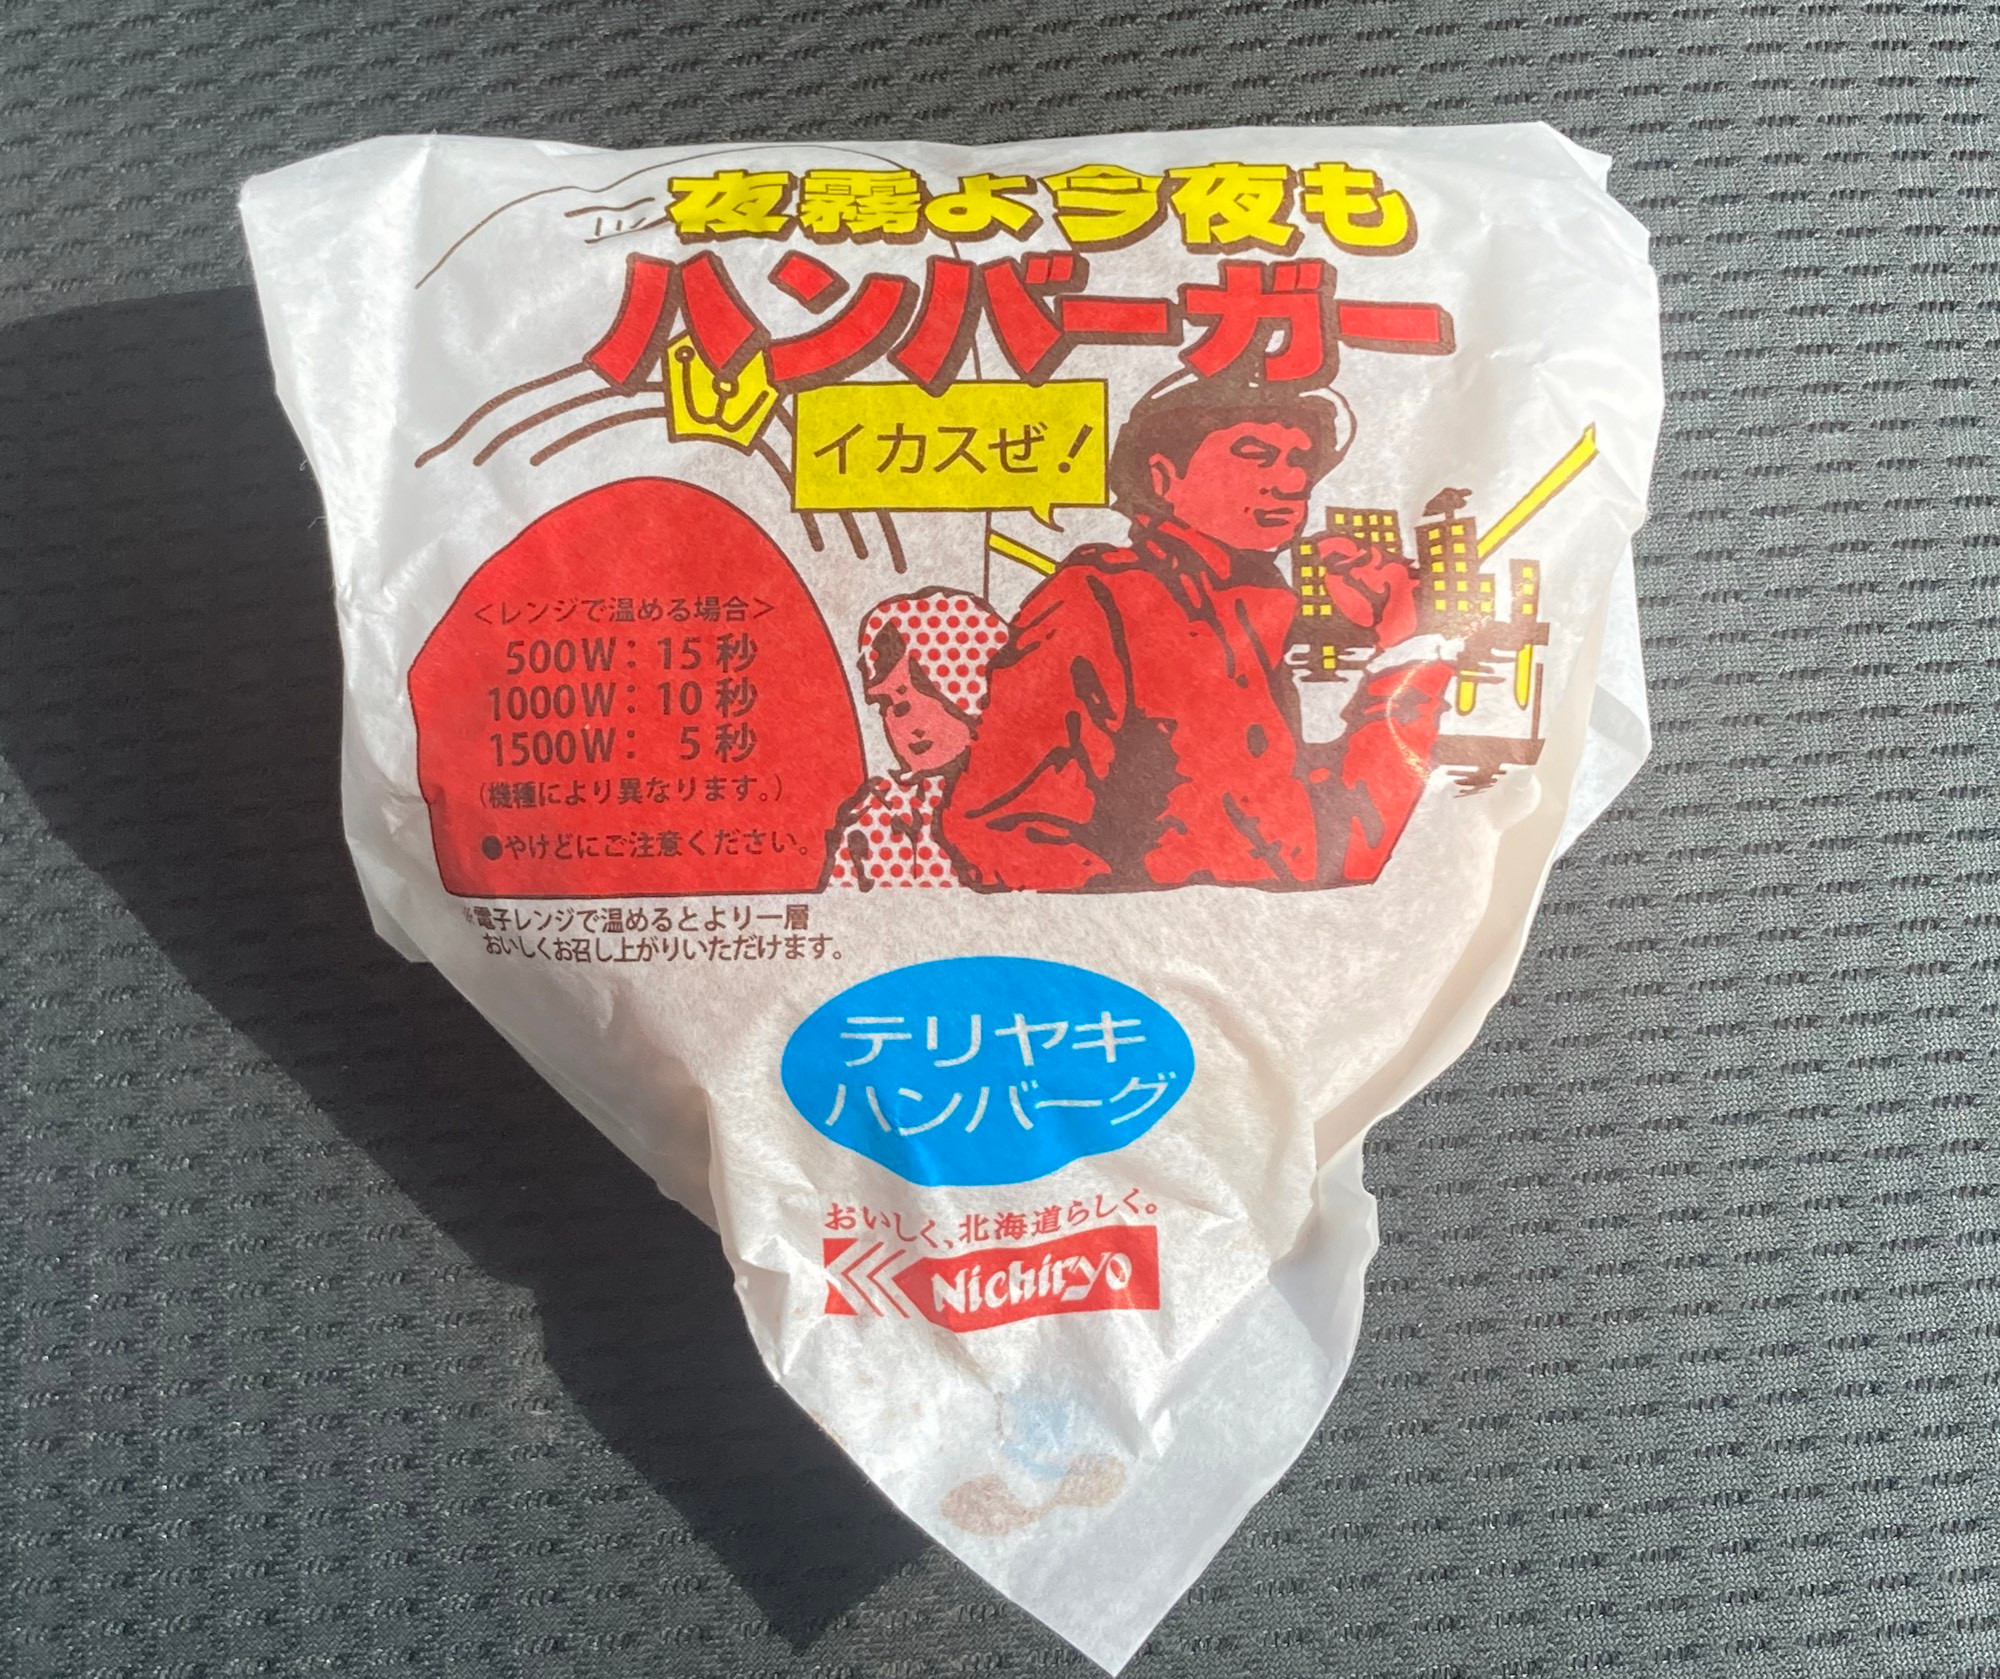 夜霧よ今夜も
ハンバーガー
イカスぜ!
＜レンジで温める場合＞
500W：15秒
1000W：10秒
1500W：5秒
（機種により異なります。）
●やけどにご注意ください。
※電子レンジで温めるとより一層
おいしくお召し上がりいただけます。
テリヤキ
ハンバーグ
おいしく、北海道らしく。
Nichiryo